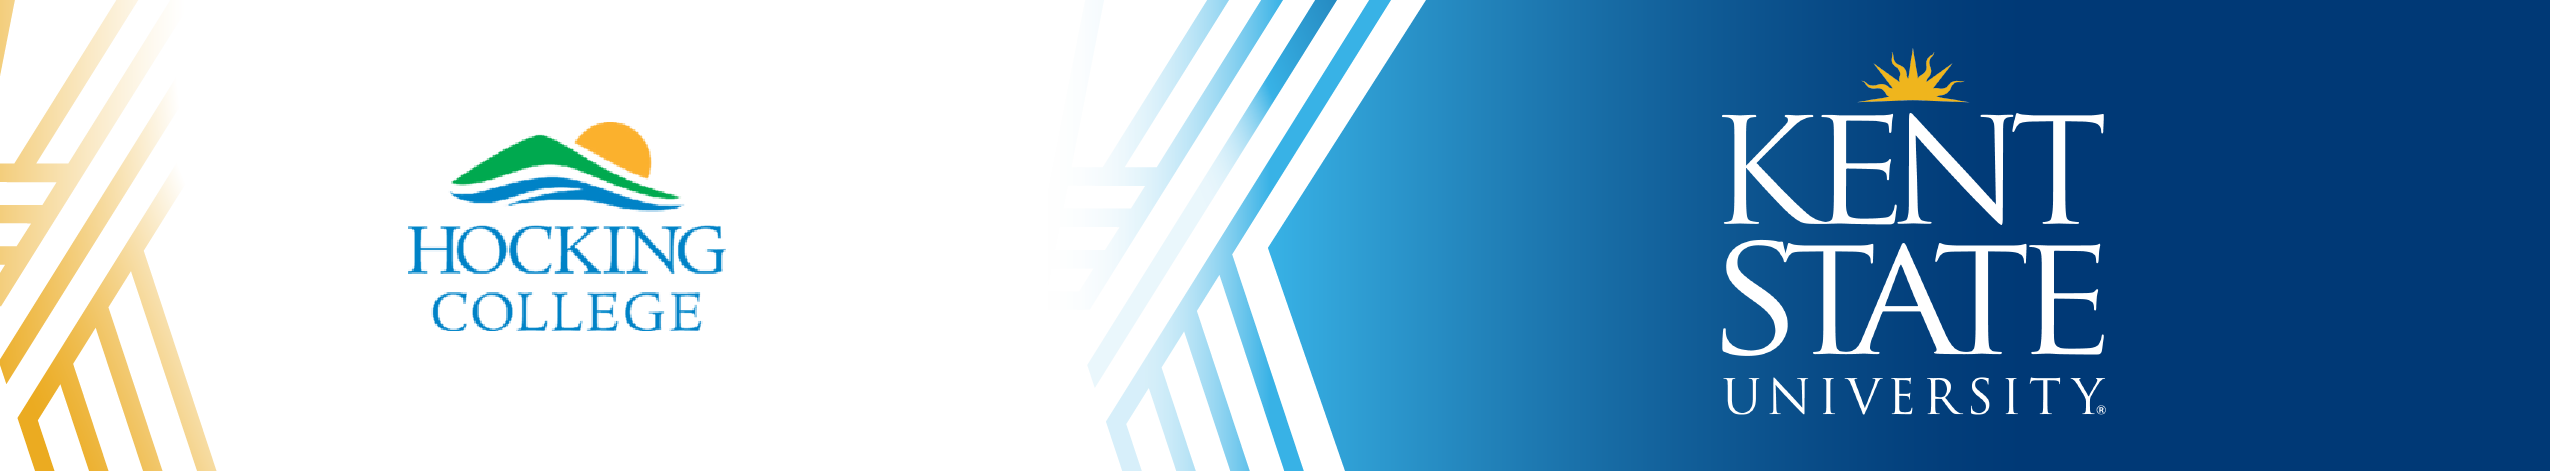 HOCKING
COLLEGE
KENT
STATE
UNIVERSITY®